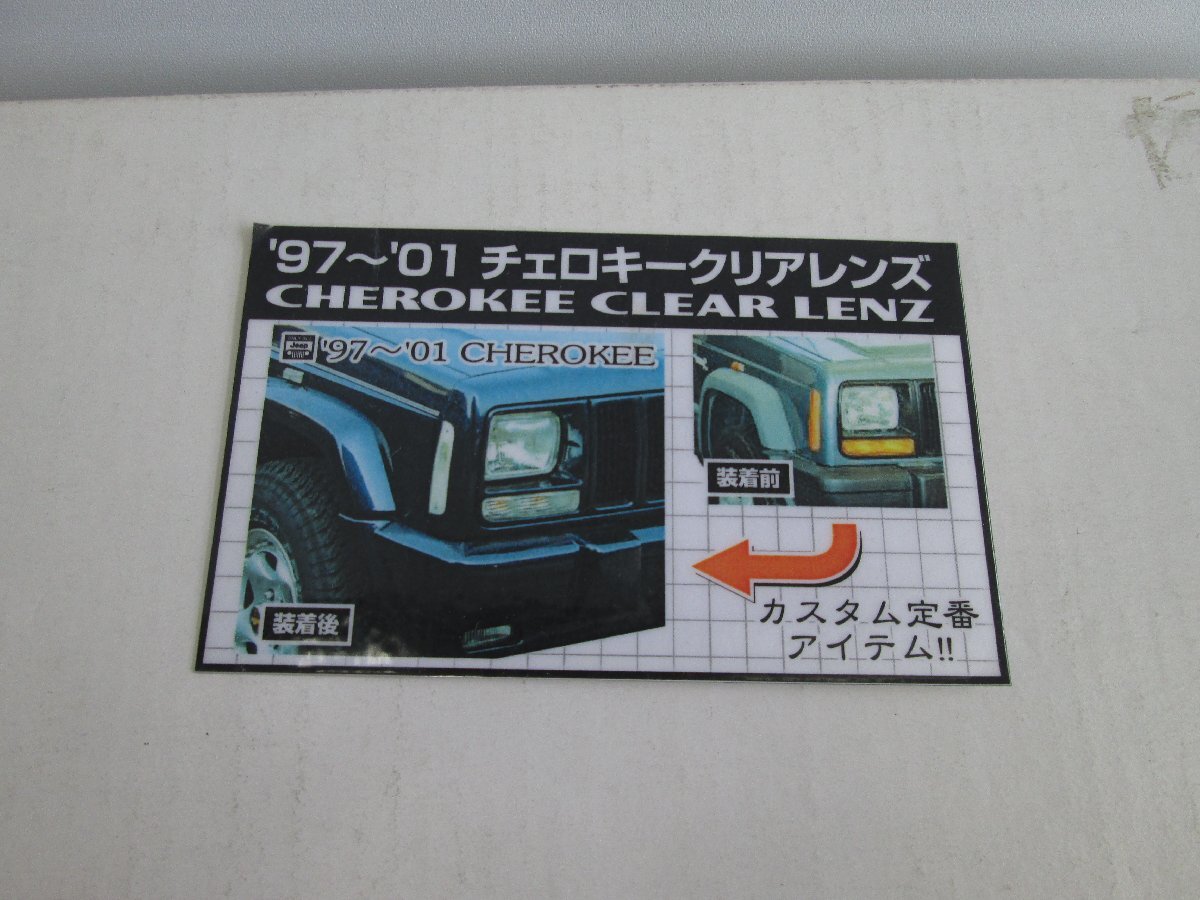 '97～'01 チェロキークリアレンズ
CHEROKEE CLEAR LENZ
Jeep
'97～'01 CHEROKEE
装着前
装着後
カスタム定番
アイテム!!